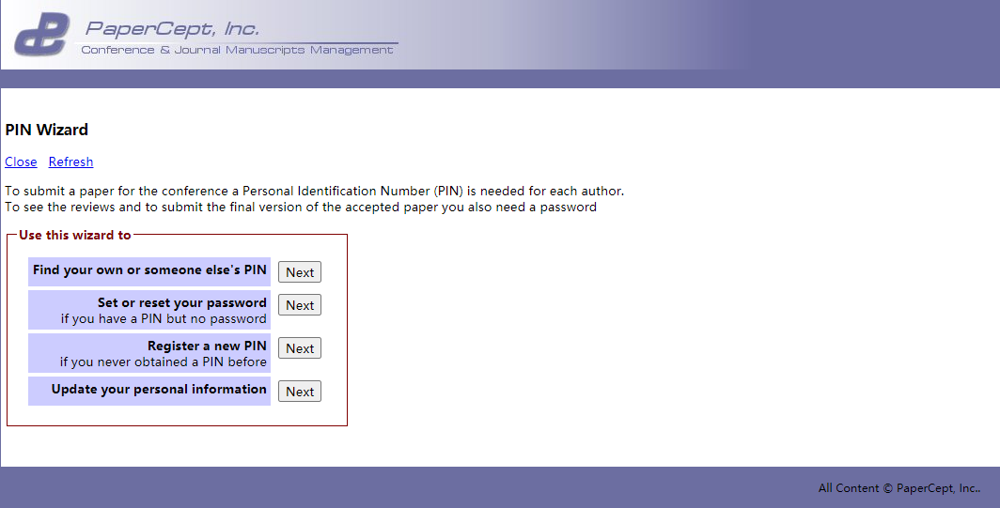 PaperCept, Inc.
Conference & Journal Manuscripts Management
PIN Wizard
Close Refresh
To submit a paper for the conference a Personal Identification Number (PIN) is needed for each author.
To see the reviews and to submit the final version of the accepted paper you also need a password
Use this wizard to
Find your own or someone else's PIN Next
Set or reset your password Next
if you have a PIN but no password
Register a new PIN Next
if you never obtained a PIN before
Update your personal information Next
All Content © PaperCept, Inc..